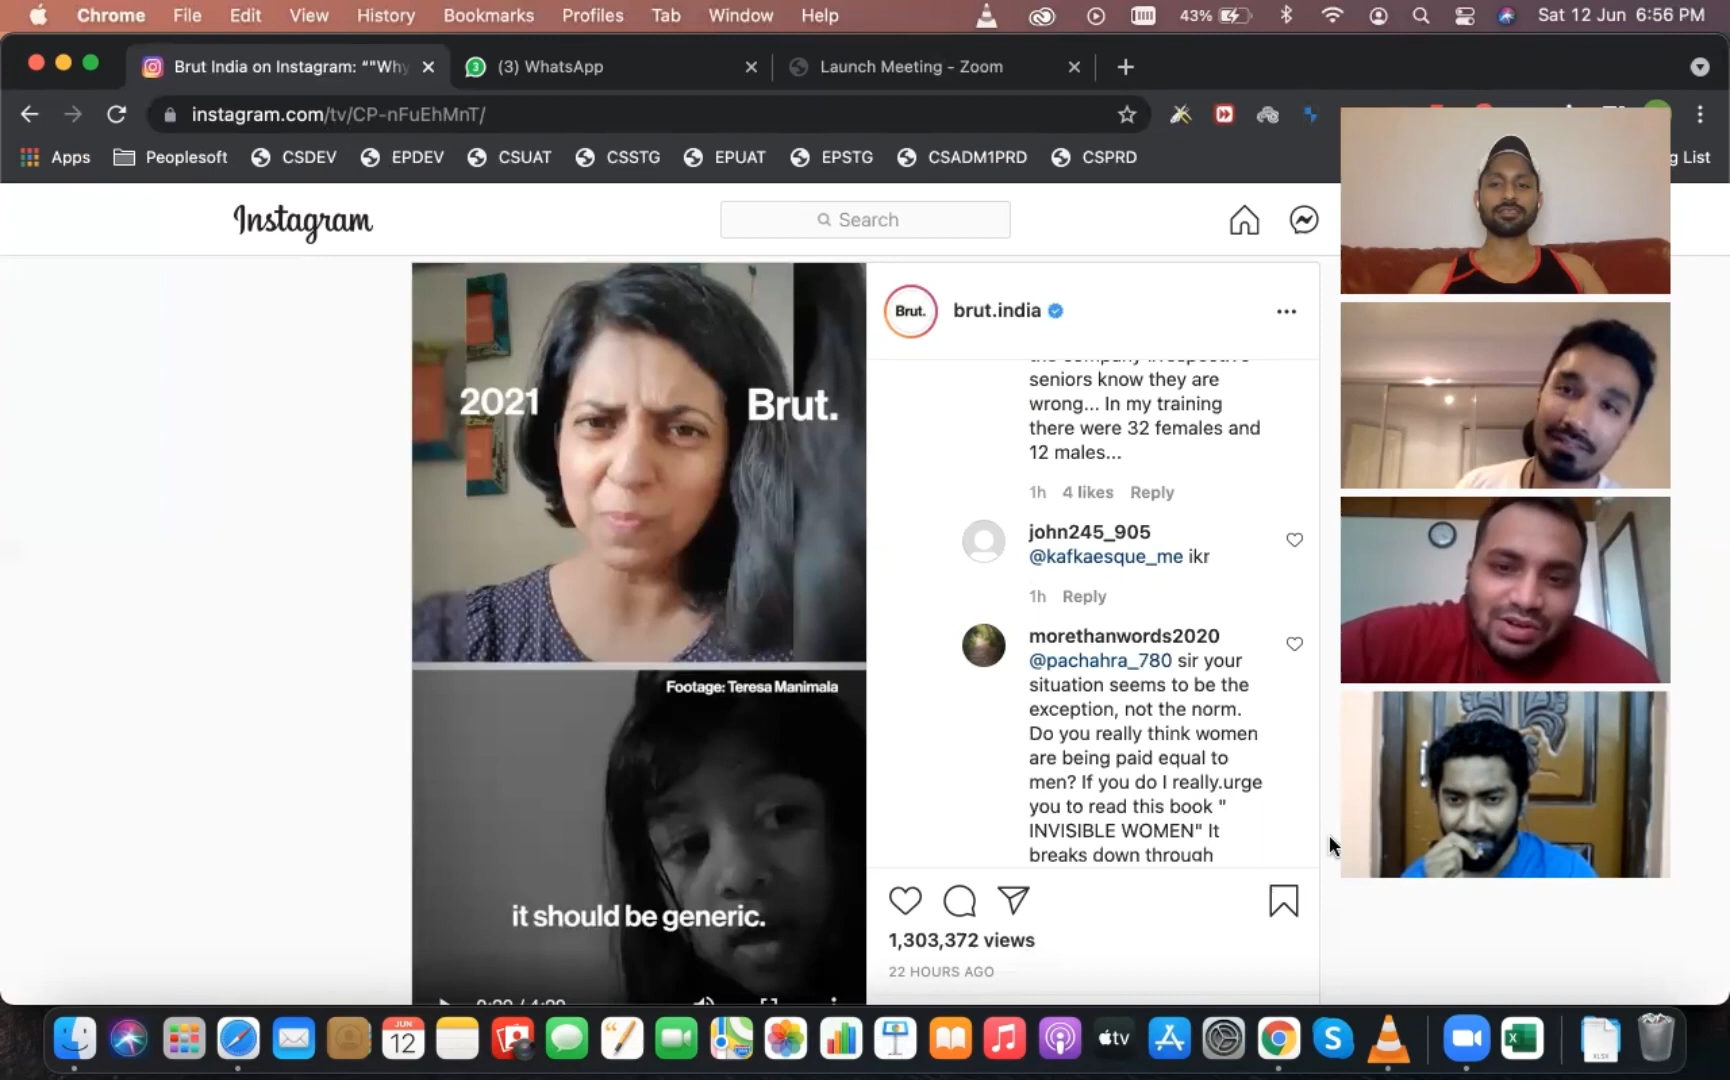 Chrome File Edit View History Bookmarks Profiles Tab Window Help 43% Sat 12 Jun 6:56 PM
Brut India on Instagram: “"Why (3) WhatsApp Launch Meeting - Zoom
instagram.com/tv/CP-nFuEhMnT/
Apps Peoplesoft CSDEV EPDEV CSUAT CSSTG EPUAT EPSTG CSADM1PRD CSPRD g List
Instagram
Search
2021 Brut.
Footage: Teresa Manimala
it should be generic.
Brut. brut.india
seniors know they are
wrong... In my training
there were 32 females and
12 males...
1h 4 likes Reply
john245_905
@kafkaesque_me ikr
1h Reply
morethanwords2020
@pachahra_780 sir your
situation seems to be the
exception, not the norm.
Do you really think women
are being paid equal to
men? If you do I really.urge
you to read this book "
INVISIBLE WOMEN" It
breaks down through
1,303,372 views
22 HOURS AGO
JUN
12
tv
XLSX